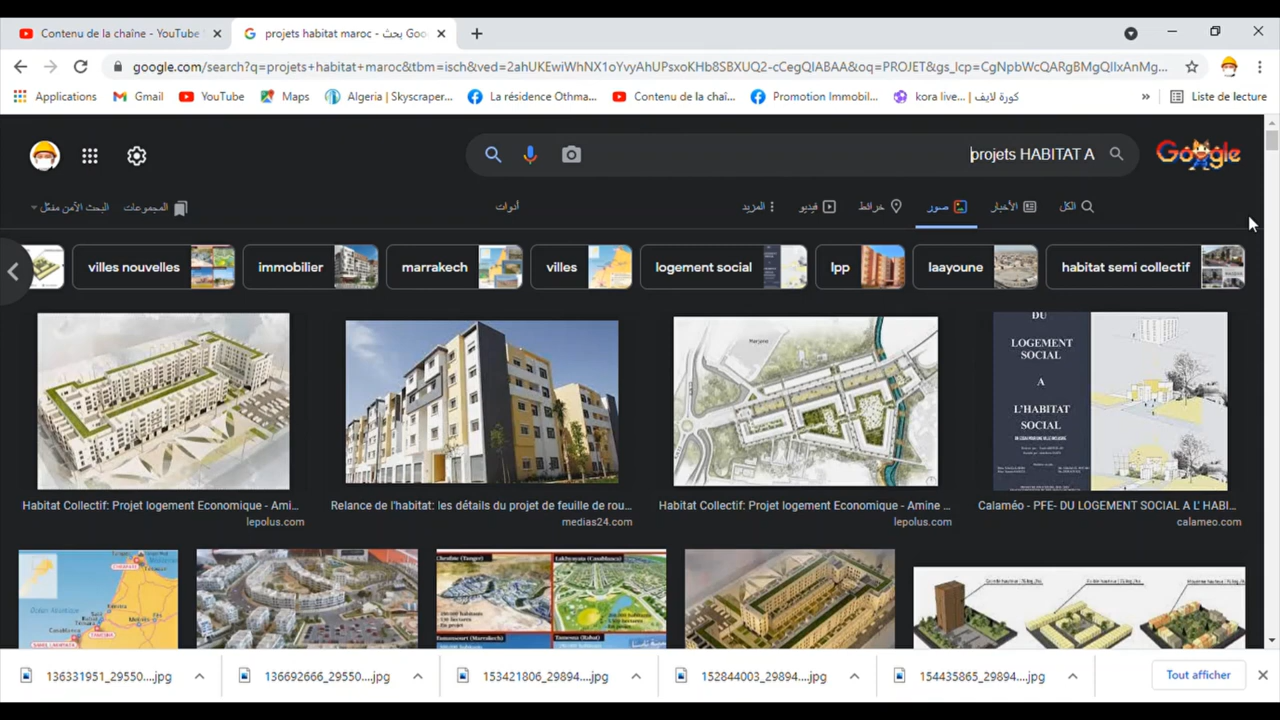 Contenu de la chaîne - YouTube
projets habitat maroc - بحث Goo
google.com/search?q=projets+habitat+maroc&tbm=isch&ved=2ahUKEwiWhNX1oYvyAhUPsxoKHb8SBXUQ2-cCegQIABAA&oq=PROJET&gs_lcp=CgNpbWcQARgBMgQIIxAnMg...
Applications
Gmail
YouTube
Maps
Algeria | Skyscraper...
La résidence Othma...
Contenu de la chaî...
Promotion Immobil...
kora live... | كورة لايف
»
Liste de lecture
projets HABITAT A
Google
الكل
الأخبار
صور
خرائط
فيديو
المزيد
أدوات
المجموعات
البحث الآمن مفعّل
villes nouvelles
immobilier
marrakech
villes
logement social
lpp
laayoune
habitat semi collectif
Marjane
DU
LOGEMENT
SOCIAL
A
L'HABITAT
SOCIAL
Habitat Collectif: Projet logement Economique - Ami...
lepolus.com
Relance de l'habitat: les détails du projet de feuille de rou...
medias24.com
Habitat Collectif: Projet logement Economique - Amine ...
lepolus.com
Calaméo - PFE- DU LOGEMENT SOCIAL A L' HABI...
calameo.com
136331951_29550....jpg
136692666_29550....jpg
153421806_29894....jpg
152844003_29894....jpg
154435865_29894....jpg
Tout afficher